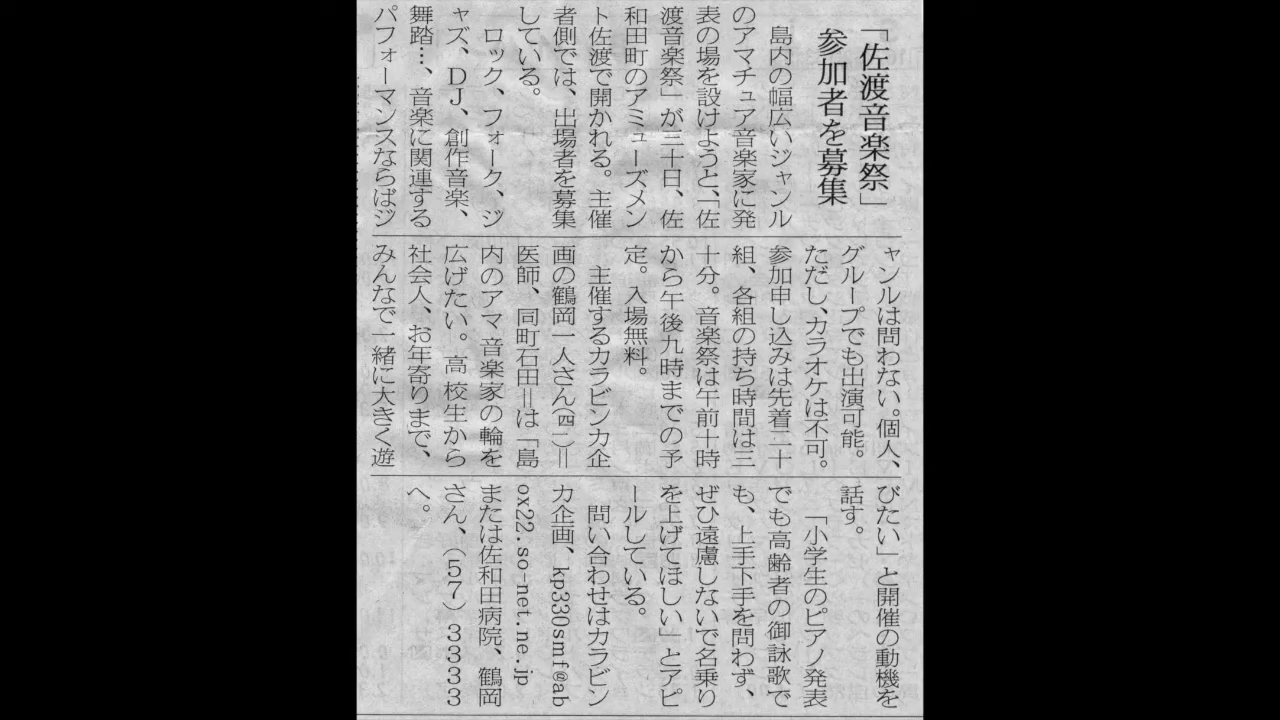 「佐渡音楽祭」
参加者を募集
島内の幅広いジャンル
のアマチュア音楽家に発
表の場を設けようと、「佐
渡音楽祭」が三十日、佐
和田町のアミューズメン
ト佐渡で開かれる。主催
者側では、出場者を募集
している。
ロック、フォーク、ジ
ャズ、DJ、創作音楽、
舞踏…、音楽に関連する
パフォーマンスならばジ
ャンルは問わない。個人、
グループでも出演可能。
ただし、カラオケは不可。
参加申し込みは先着二十
組、各組の持ち時間は三
十分。音楽祭は午前十時
から午後九時までの予
定。入場無料。
主催するカラビンカ企
画の鶴岡一人さん(四一)＝
医師、同町石田＝は「島
内のアマ音楽家の輪を
広げたい。高校生から
社会人、お年寄りまで、
みんなで一緒に大きく遊
びたい」と開催の動機を
話す。
「小学生のピアノ発表
でも高齢者の御詠歌で
も、上手下手を問わず、
ぜひ遠慮しないで名乗り
を上げてほしい」とアピ
ールしている。
問い合わせはカラビン
カ企画、kp330smf@ab
ox22.so-net.ne.jp
または佐和田病院、鶴岡
さん、(57)3333
へ。